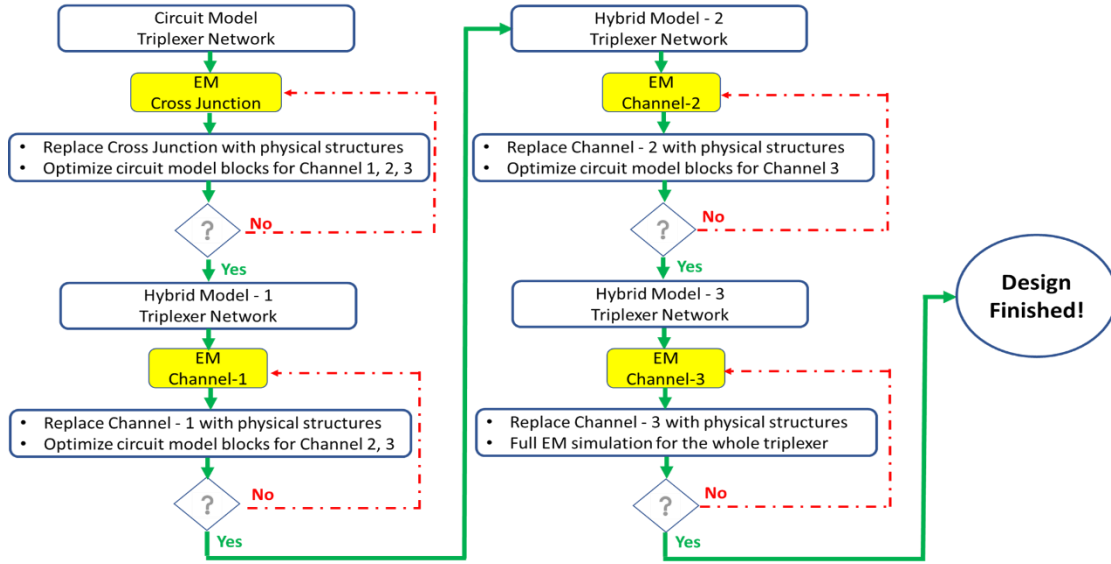 Circuit Model
Triplexer Network
EM
Cross Junction
• Replace Cross Junction with physical structures
• Optimize circuit model blocks for Channel 1, 2, 3
?
No
Yes
Hybrid Model - 1
Triplexer Network
EM
Channel-1
• Replace Channel - 1 with physical structures
• Optimize circuit model blocks for Channel 2, 3
?
No
Yes
Hybrid Model - 2
Triplexer Network
EM
Channel-2
• Replace Channel - 2 with physical structures
• Optimize circuit model blocks for Channel 3
?
No
Yes
Hybrid Model - 3
Triplexer Network
EM
Channel-3
• Replace Channel - 3 with physical structures
• Full EM simulation for the whole triplexer
?
No
Yes
Design
Finished!